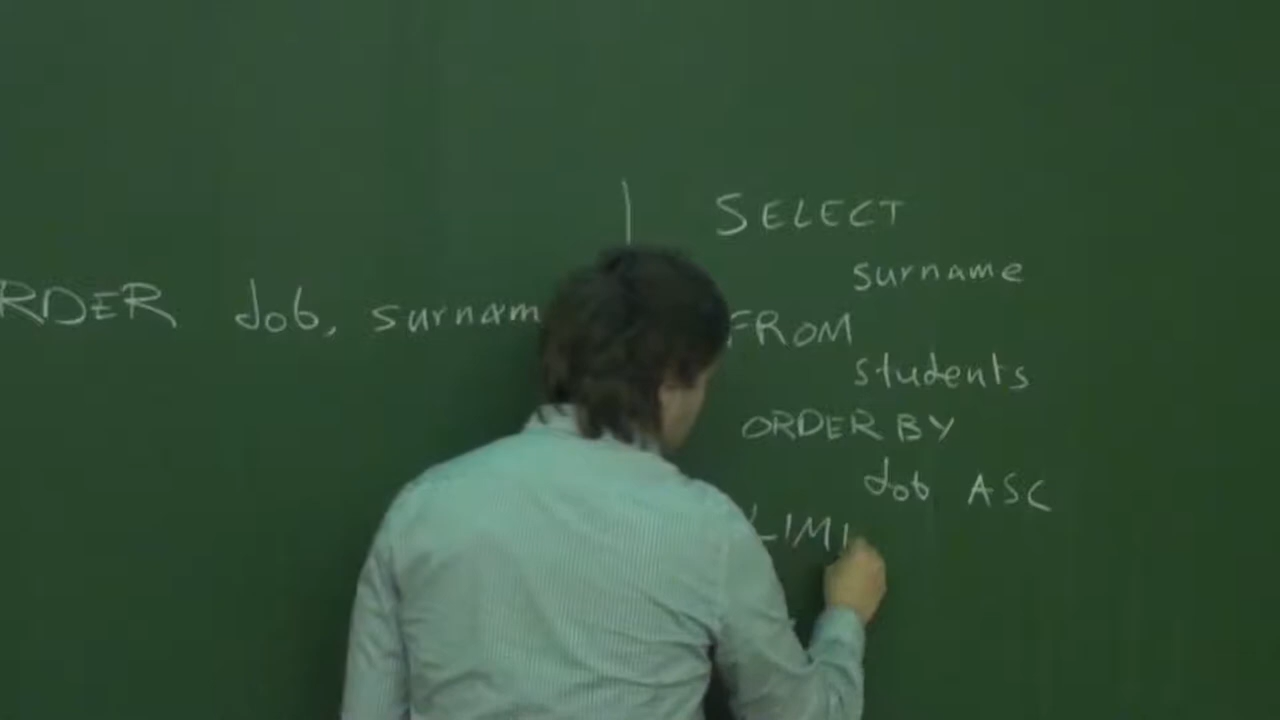 RDER dob, surnam
SELECT
surname
FROM
students
ORDER BY
dob ASC
LIMI